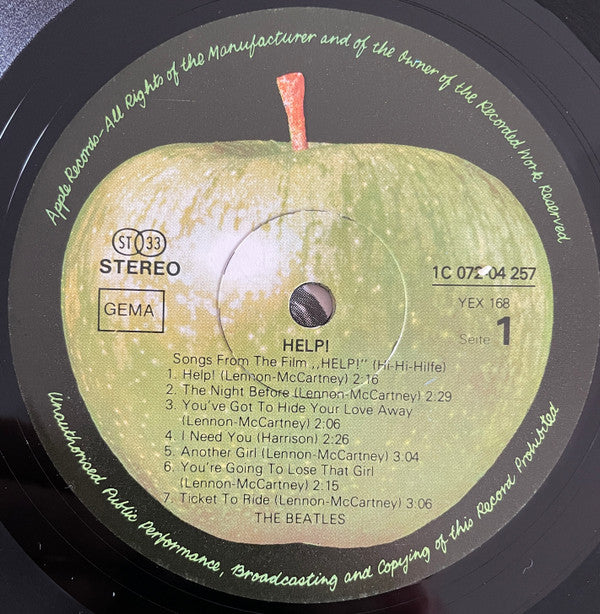 Apple Records-All Rights of the Manufacturer and of the Owner of the Recorded Work Reserved
ST 33
STEREO
GEMA
1C 072-04 257
YEX 168
Seite 1
HELP!
Songs From The Film „HELP!" (Hi-Hi-Hilfe)
1. Help! (Lennon-McCartney) 2:16
2. The Night Before (Lennon-McCartney) 2:29
3. You've Got To Hide Your Love Away
(Lennon-McCartney) 2:06
4. I Need You (Harrison) 2:26
5. Another Girl (Lennon-McCartney) 3:04
6. You're Going To Lose That Girl
(Lennon-McCartney) 2:15
7. Ticket To Ride (Lennon-McCartney) 3:06
THE BEATLES
Unauthorised Public Performance, Broadcasting and Copying of this Record Prohibited